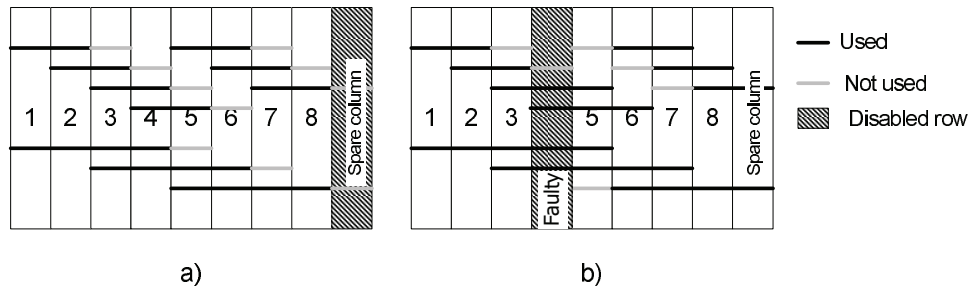 1 2 3 4 5 6 7 8 Spare column
a)
1 2 3 Faulty 5 6 7 8 Spare column
b)
Used
Not used
Disabled row